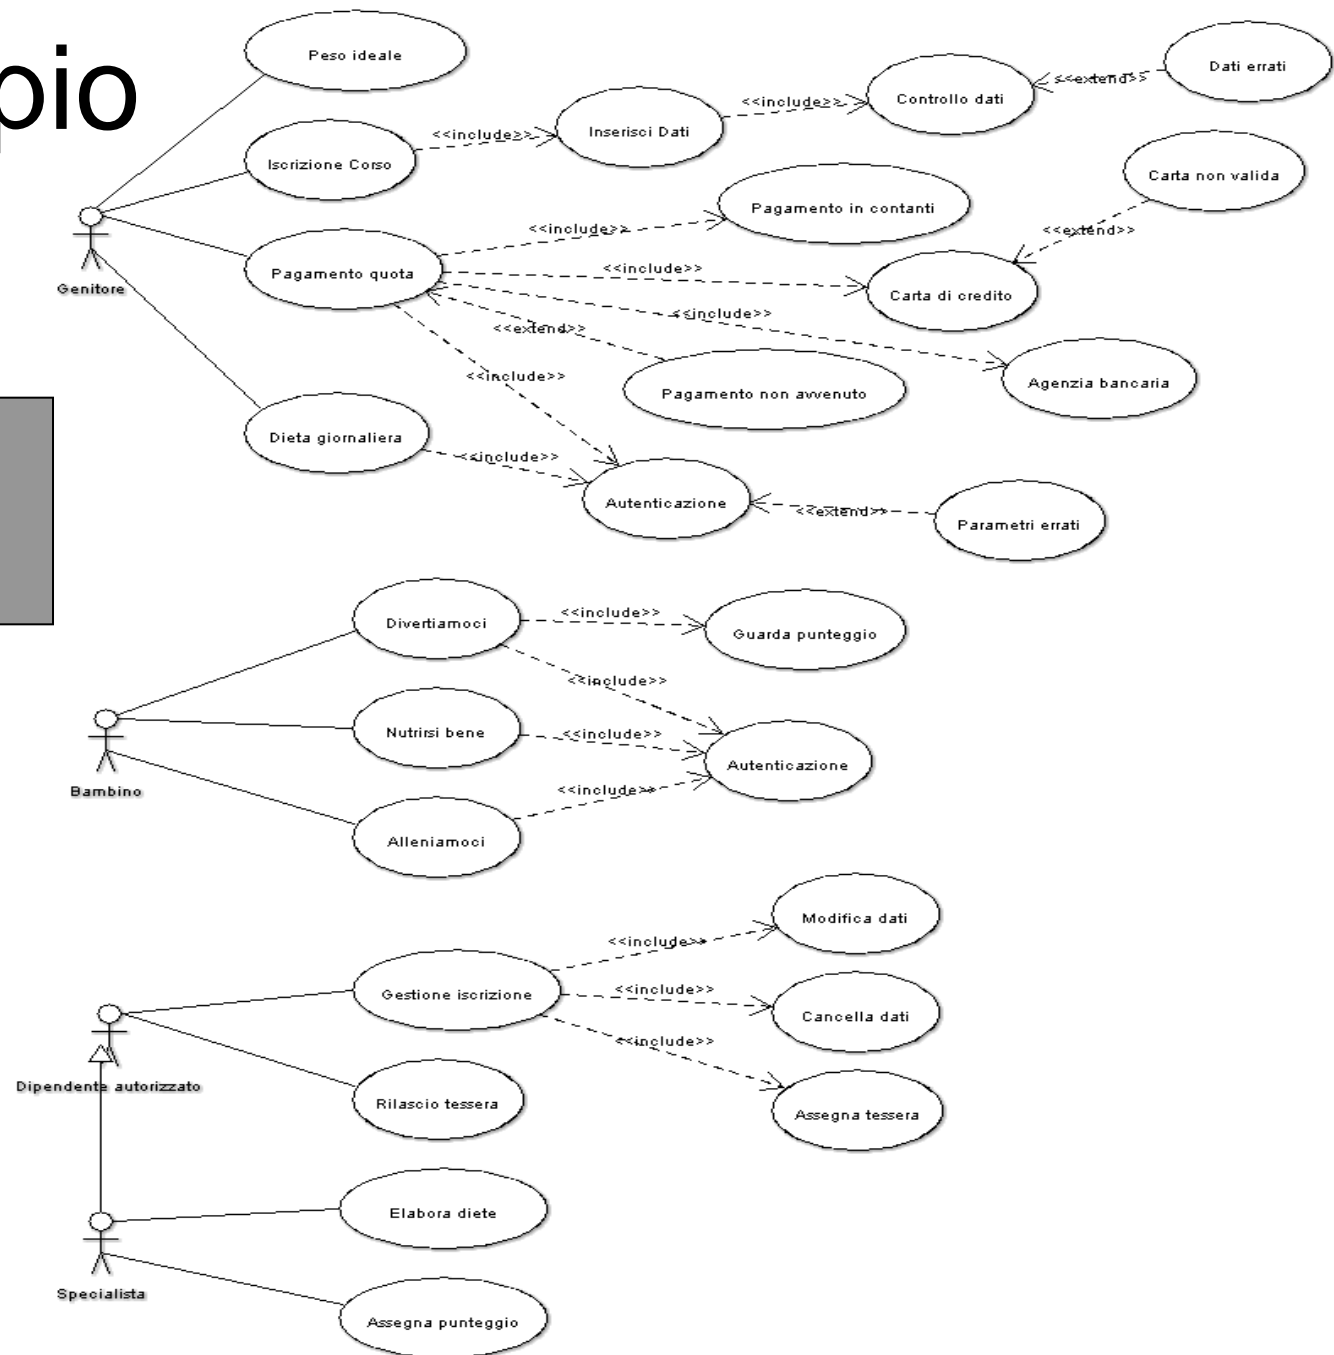 pio
Peso ideale
Dati errati
<<extend>>
Controllo dati
<<include>>
Inserisci Dati
<<include>>
Iscrizione Corso
Carta non valida
Pagamento in contanti
<<include>>
<<extend>>
Genitore
Pagamento quota
<<include>>
Carta di credito
<<include>>
<<extend>>
<<include>>
Agenzia bancaria
Pagamento non avvenuto
Dieta giornaliera
<<include>>
Autenticazione
<<extend>>
Parametri errati
Divertiamoci
<<include>>
Guarda punteggio
<<include>>
Nutrirsi bene
<<include>>
Autenticazione
Bambino
<<include>>
Alleniamoci
Modifica dati
<<include>>
Gestione iscrizione
<<include>>
Cancella dati
<<include>>
Dipendente autorizzato
Rilascio tessera
Assegna tessera
Elabora diete
Specialista
Assegna punteggio